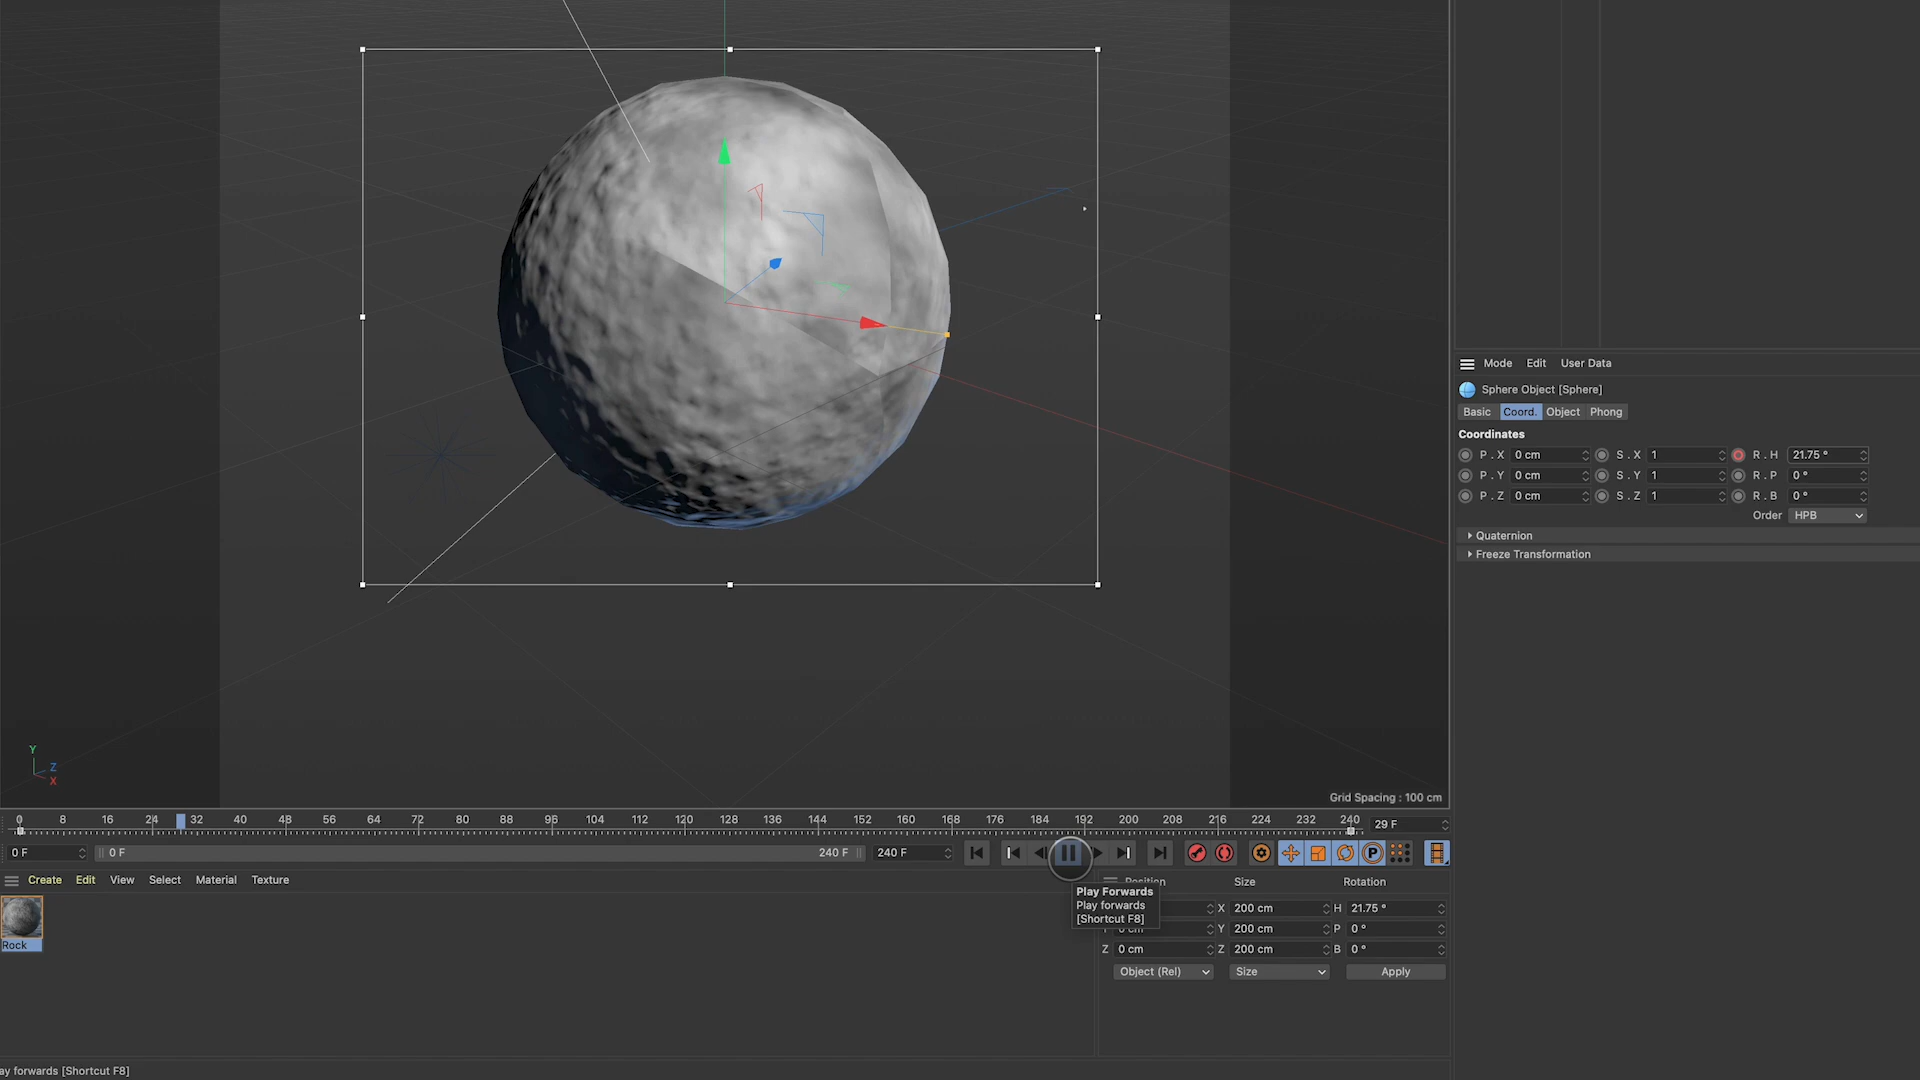 Mode Edit User Data
Sphere Object [Sphere]
Basic Coord. Object Phong
Coordinates
P . X 0 cm S . X 1 R . H 21.75 °
P . Y 0 cm S . Y 1 R . P 0 °
P . Z 0 cm S . Z 1 R . B 0 °
Order HPB
Quaternion
Freeze Transformation
Y
Z
X
Grid Spacing : 100 cm
0 8 16 24 32 40 48 56 64 72 80 88 96 104 112 120 128 136 144 152 160 168 176 184 192 200 208 216 224 232 240 29 F
0 F 0 F 240 F 240 F P
Create Edit View Select Material Texture
Position Size Rotation
Play Forwards
Play forwards
[Shortcut F8]
X 200 cm H 21.75 °
0 cm Y 200 cm P 0 °
Z 0 cm Z 200 cm B 0 °
Object (Rel) Size Apply
Rock
ay forwards [Shortcut F8]